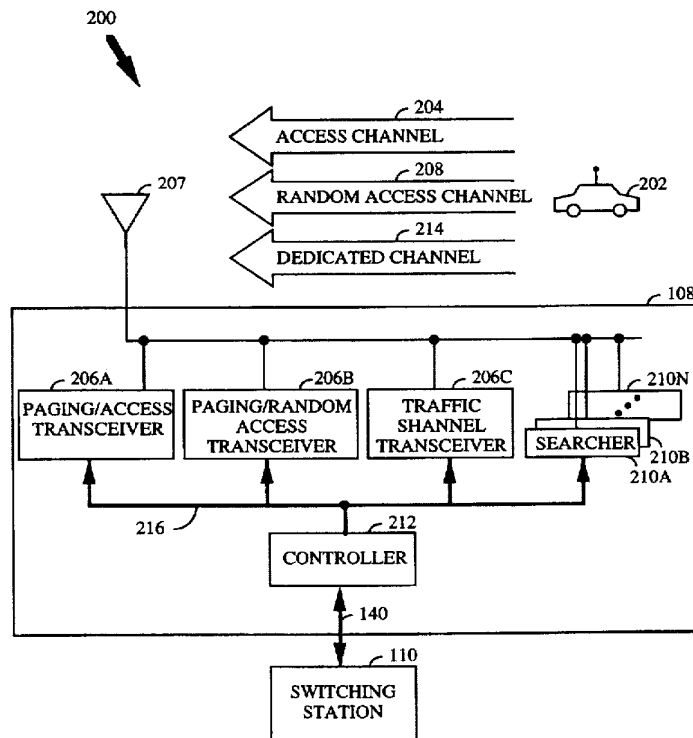 200
204
ACCESS CHANNEL
207
208
RANDOM ACCESS CHANNEL
202
214
DEDICATED CHANNEL
108
206A
PAGING/ACCESS
TRANSCEIVER
206B
PAGING/RANDOM
ACCESS
TRANSCEIVER
206C
TRAFFIC
SHANNEL
TRANSCEIVER
210N
SEARCHER
210B
210A
216
212
CONTROLLER
140
110
SWITCHING
STATION